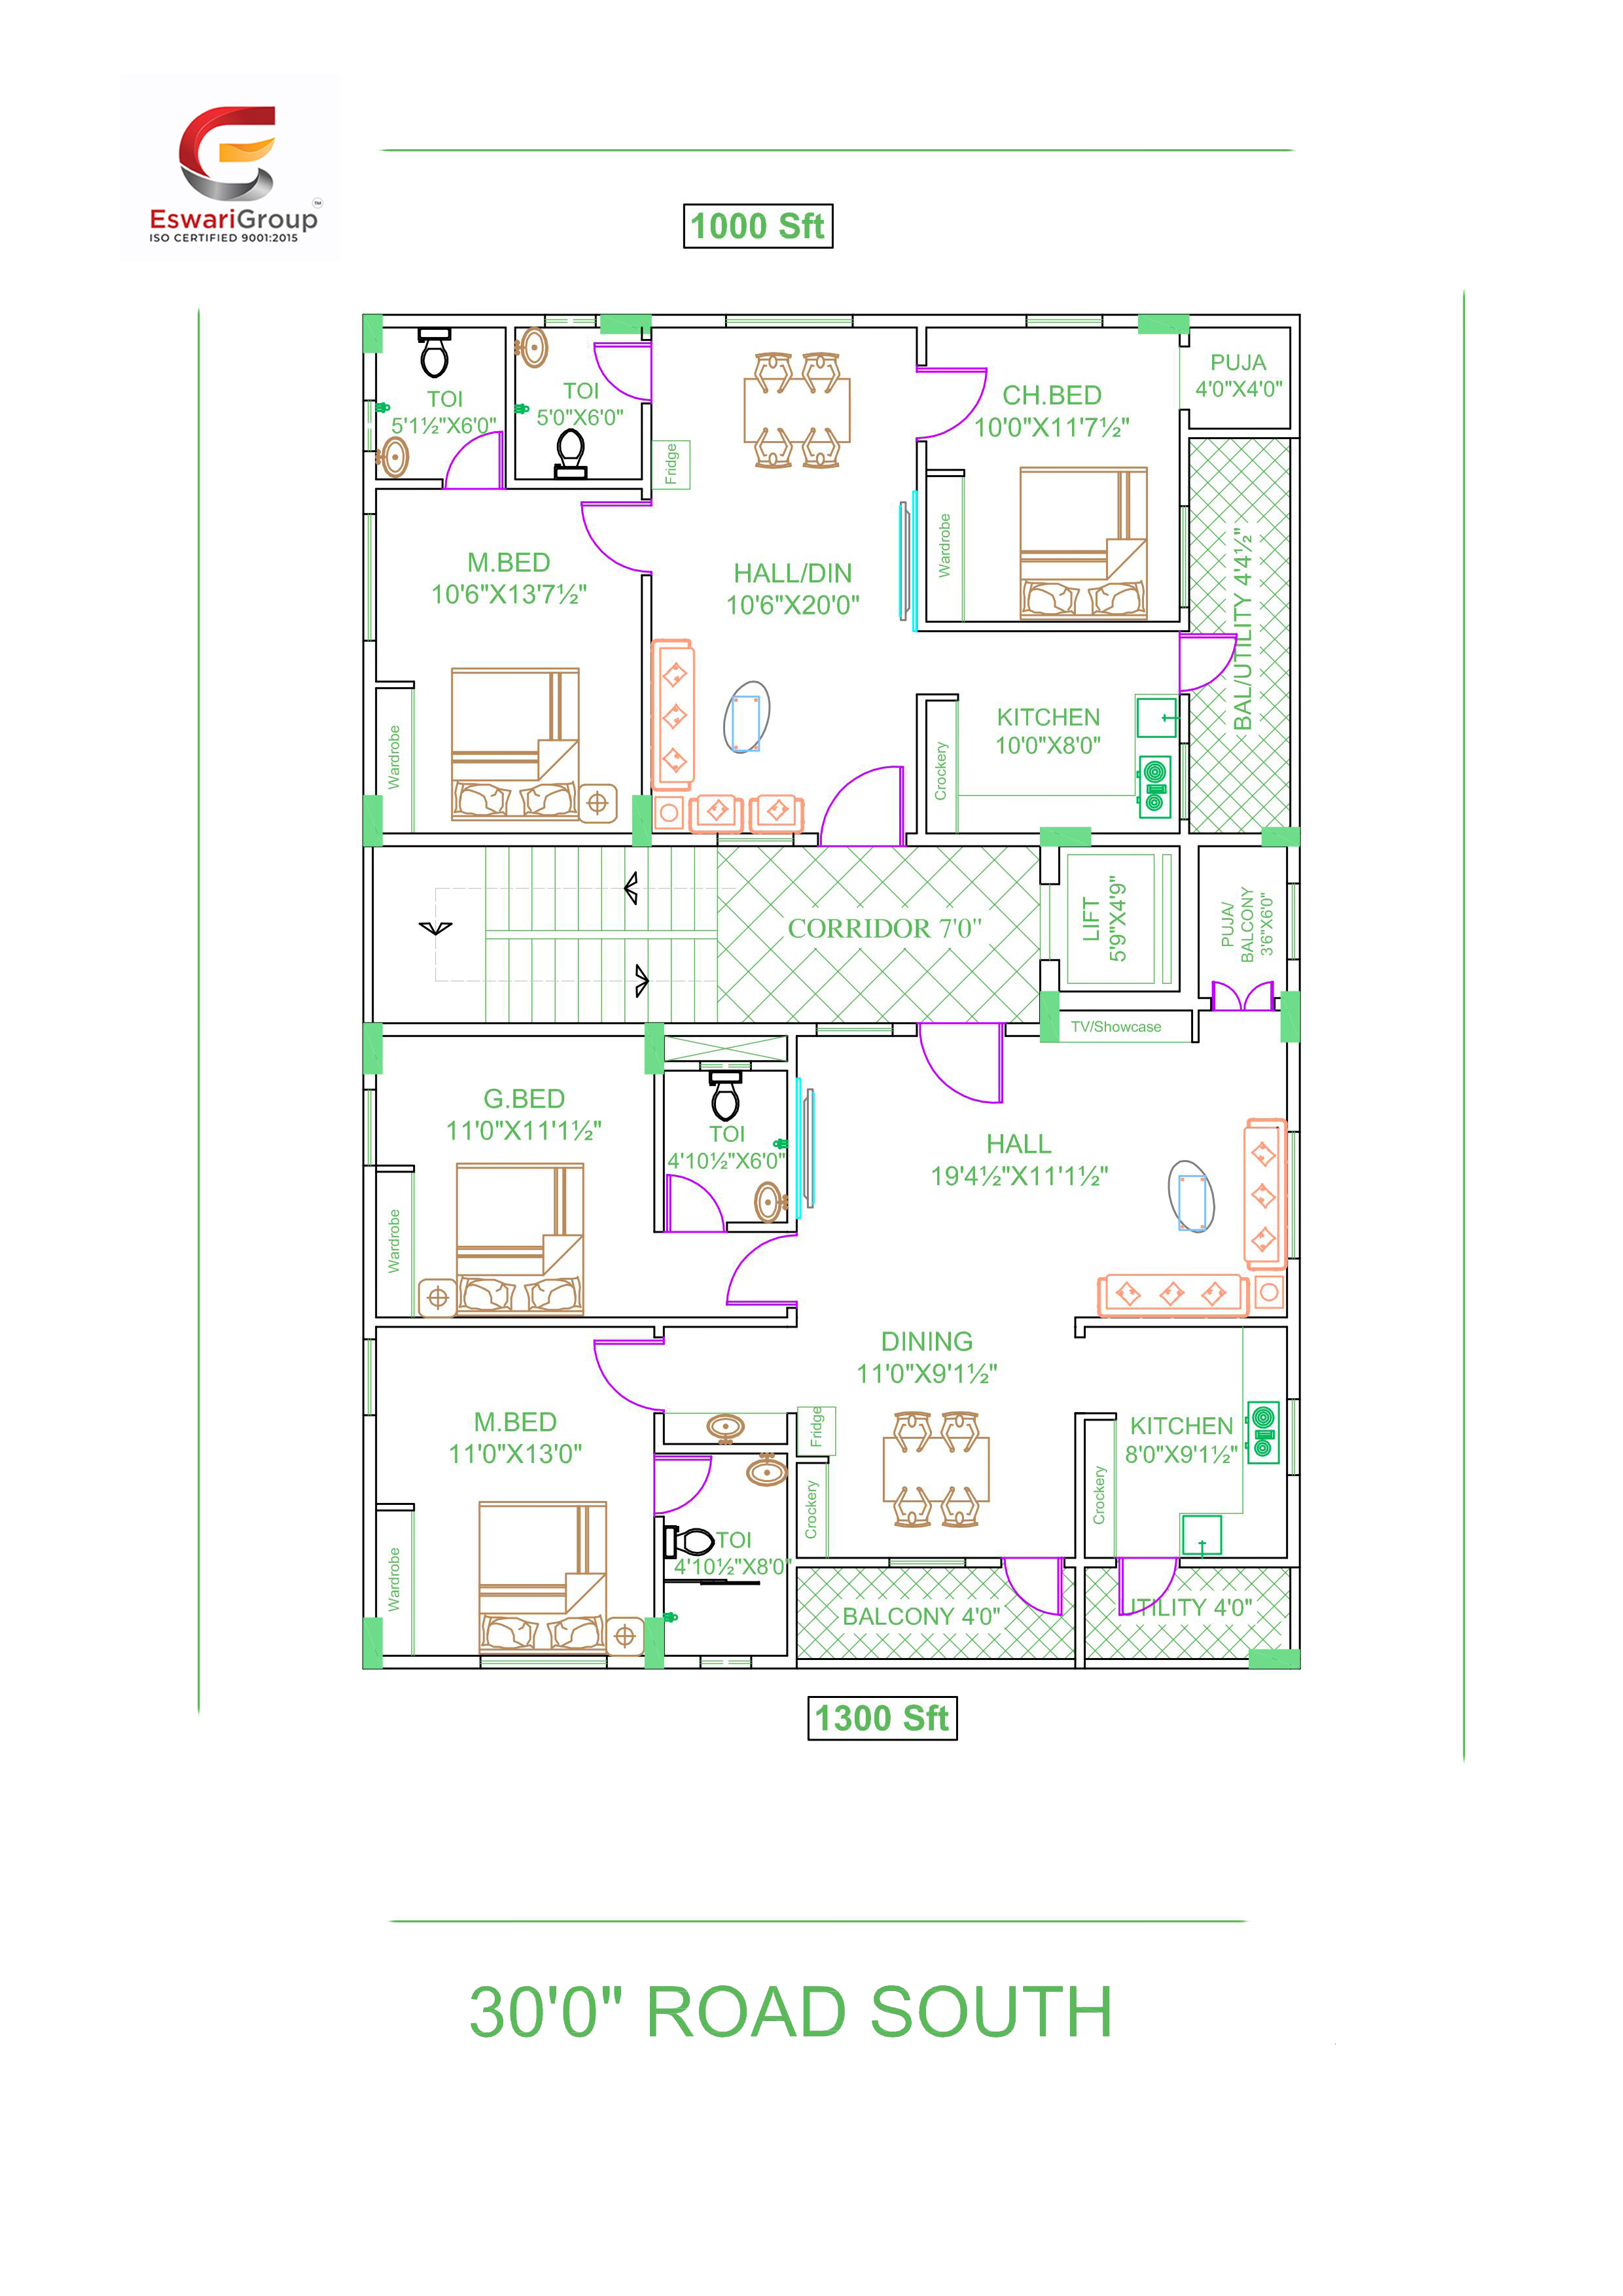 EswariGroup™
ISO CERTIFIED 9001:2015
1000 Sft
TOI
5'1½"X6'0"
TOI
5'0"X6'0"
Fridge
CH.BED
10'0"X11'7½"
PUJA
4'0"X4'0"
M.BED
10'6"X13'7½"
HALL/DIN
10'6"X20'0"
Wardrobe
BAL/UTILITY 4'4½"
Wardrobe
KITCHEN
10'0"X8'0"
Crockery
CORRIDOR 7'0"
LIFT
5'9"X4'9"
PUJA/
BALCONY
3'6"X6'0"
TV/Showcase
G.BED
11'0"X11'1½"
TOI
4'10½"X6'0"
HALL
19'4½"X11'1½"
Wardrobe
DINING
11'0"X9'1½"
M.BED
11'0"X13'0"
Fridge
KITCHEN
8'0"X9'1½"
Crockery
Crockery
TOI
4'10½"X8'0"
Wardrobe
BALCONY 4'0"
UTILITY 4'0"
1300 Sft
30'0" ROAD SOUTH